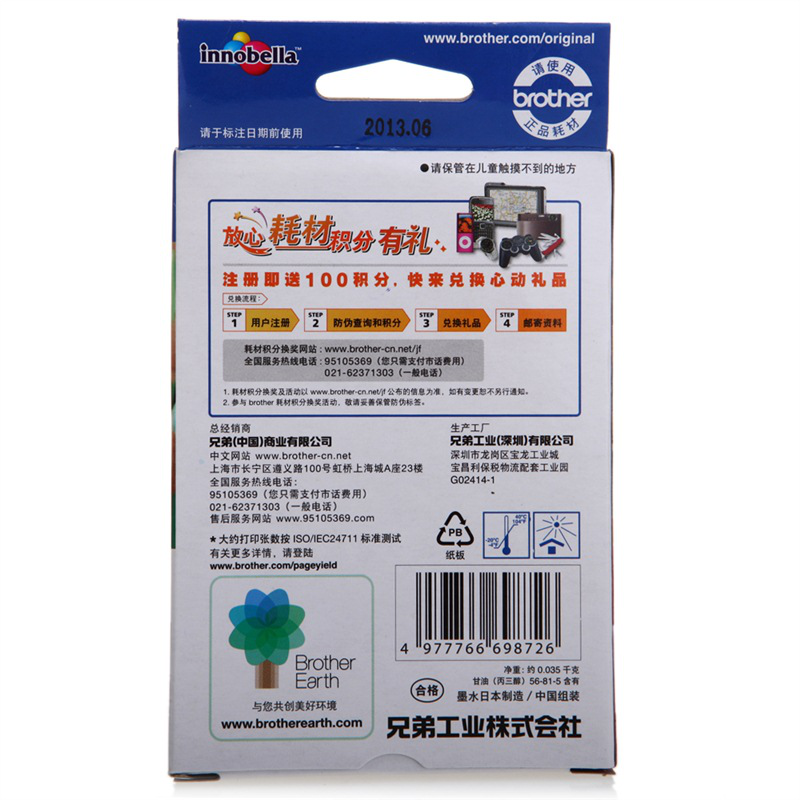 innobella™
www.brother.com/original
请使用
brother
正品耗材
请于标注日期前使用
2013.06
●请保管在儿童触摸不到的地方
放心耗材积分有礼
注册即送100积分，快来兑换心动礼品
兑换流程：
STEP 1 用户注册
STEP 2 防伪查询和积分
STEP 3 兑换礼品
STEP 4 邮寄资料
耗材积分换奖网站：www.brother-cn.net/jf
全国服务热线电话：95105369（您只需支付市话费用）
021-62371303（一般电话）
1. 耗材积分换奖及活动以 www.brother-cn.net/jf 公布的信息为准，如有变更恕不另行通知。
2. 参与 brother 耗材积分换奖活动，敬请妥善保管防伪标签。
总经销商
兄弟(中国)商业有限公司
中文网站 www.brother-cn.net
上海市长宁区遵义路100号虹桥上海城A座23楼
全国服务热线电话：
95105369（您只需支付市话费用）
021-62371303（一般电话）
售后服务网站 www.95105369.com
生产工厂
兄弟工业(深圳)有限公司
深圳市龙岗区宝龙工业城
宝昌利保税物流配套工业园
G02414-1
★大约打印张数按 ISO/IEC24711 标准测试
有关更多详情，请登陆
www.brother.com/pageyield
PB
纸板
40℃
104°F
-20℃
-4°F
Brother
Earth
与您共创美好环境
www.brotherearth.com
4 977766 698726
净重：约 0.035 千克
甘油（丙三醇）56-81-5 含有
合格
墨水日本制造/中国组装
兄弟工业株式会社